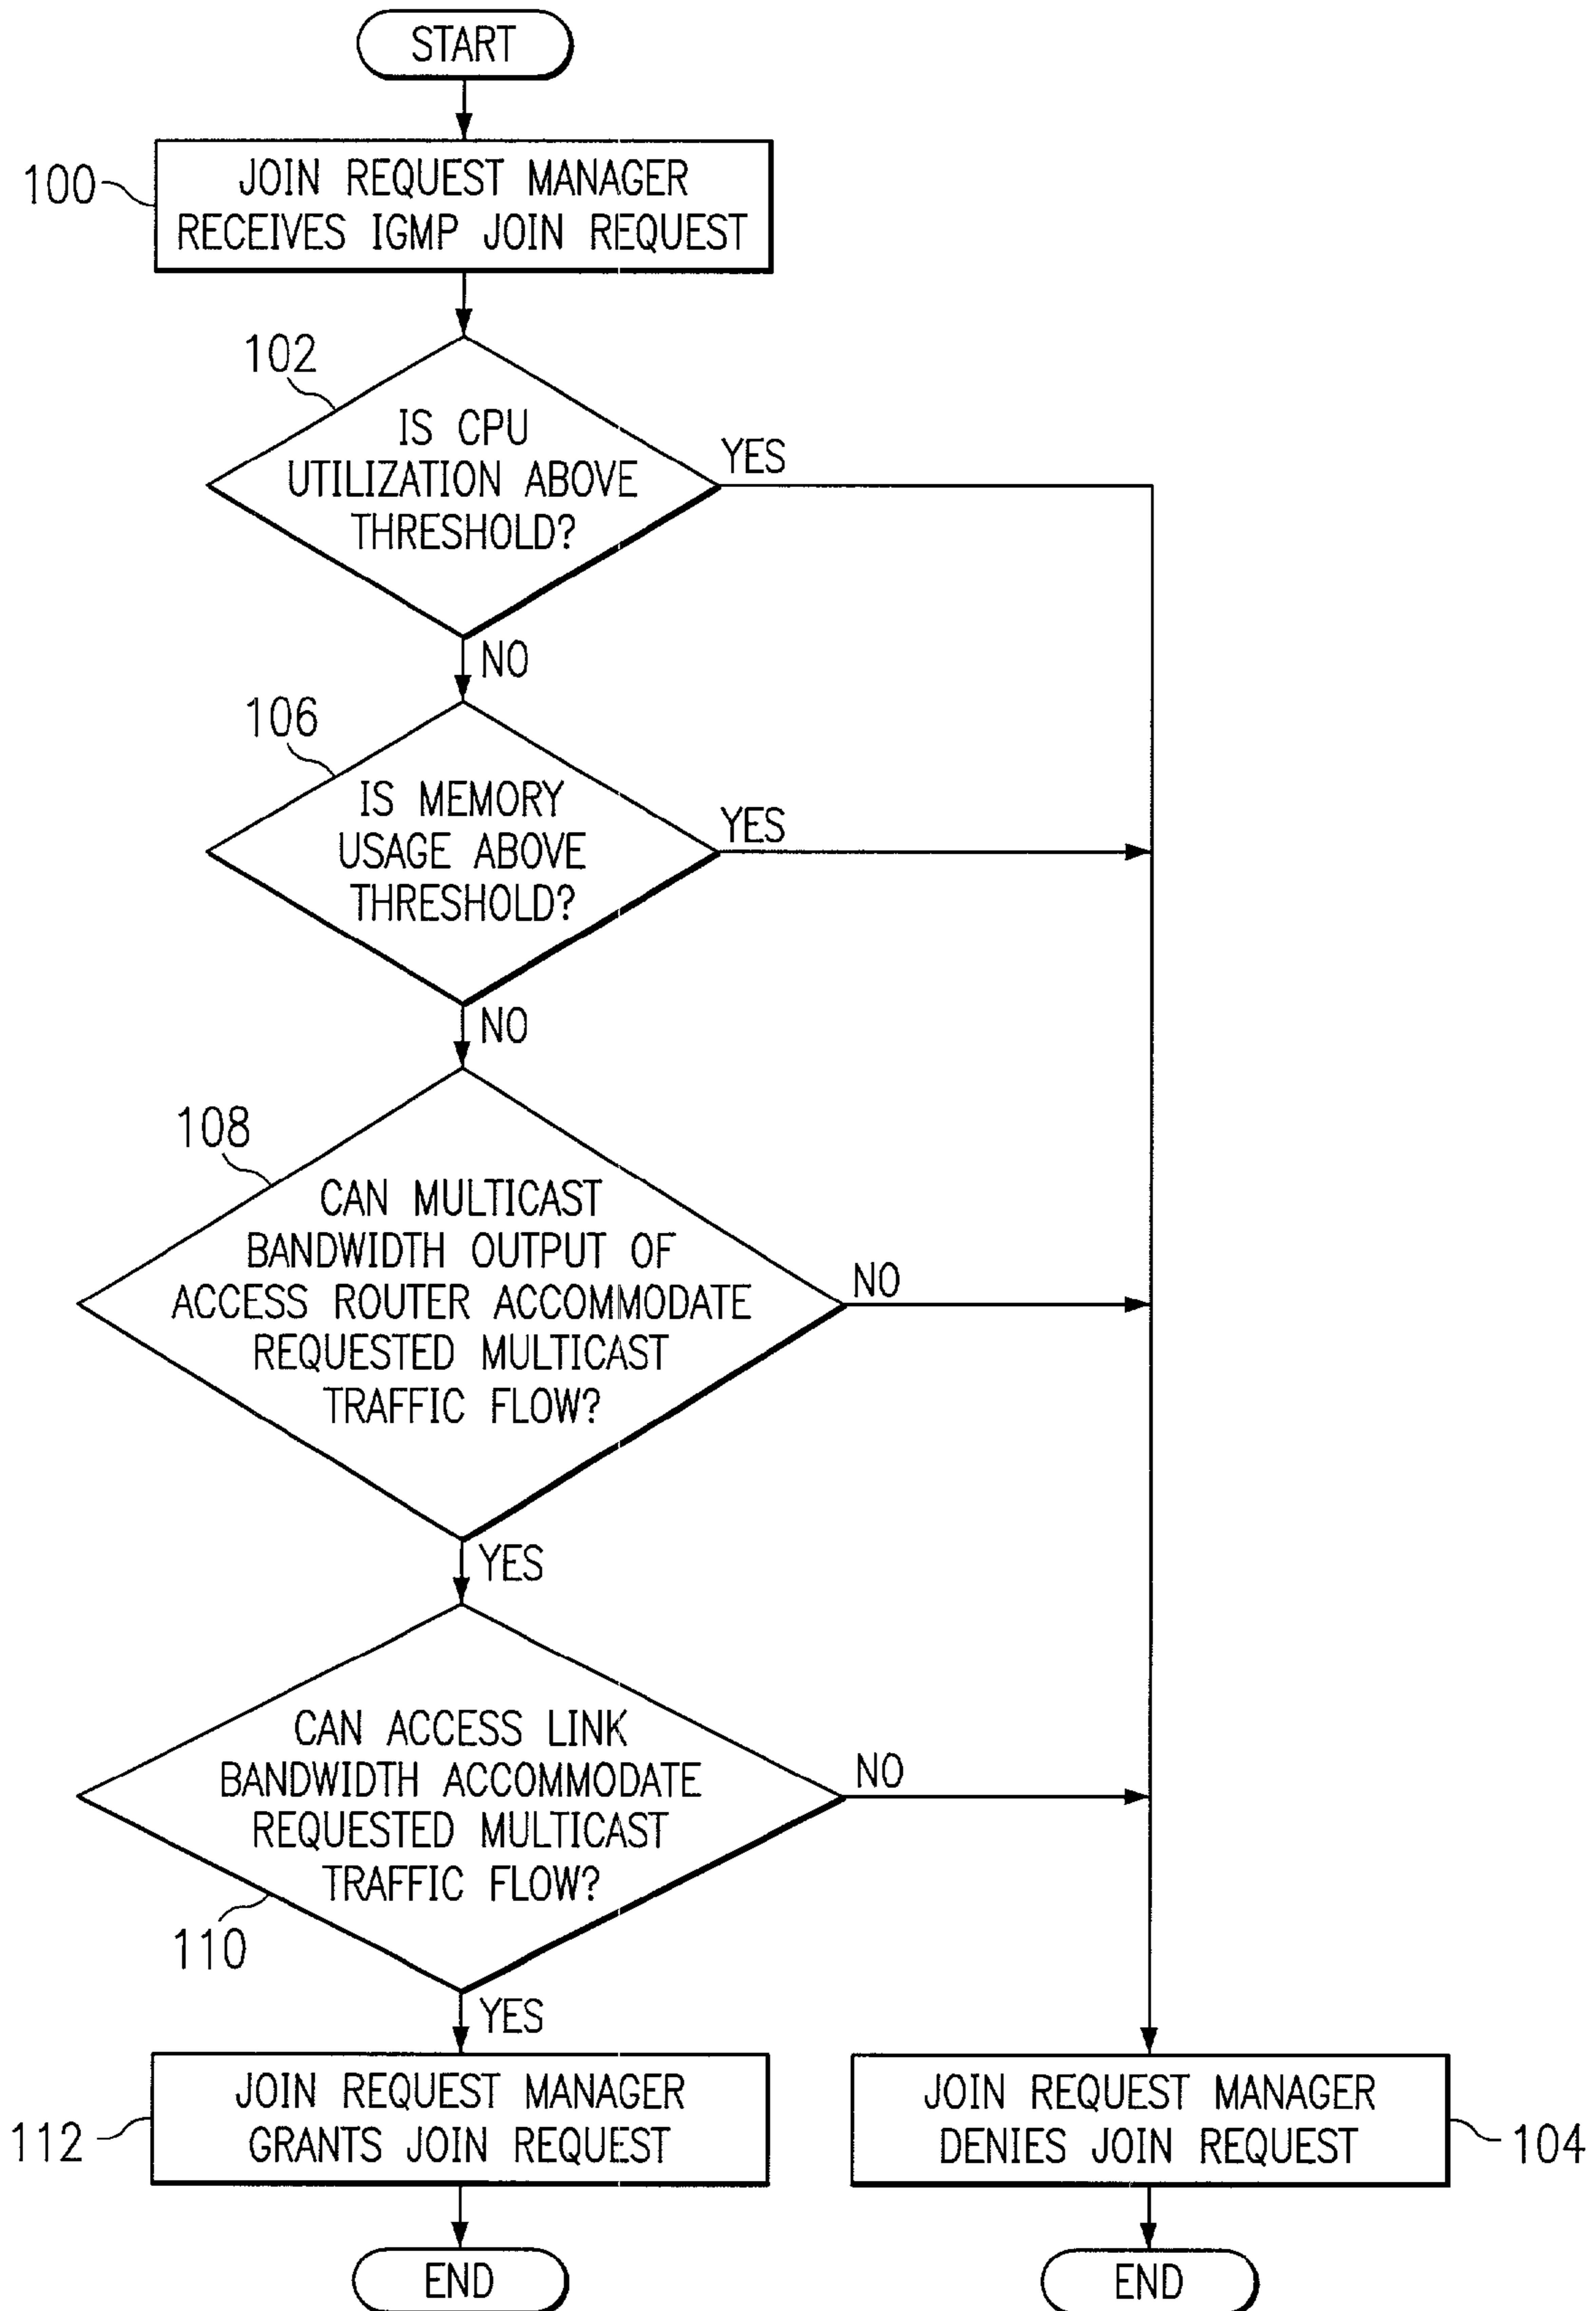 START
100
JOIN REQUEST MANAGER
RECEIVES IGMP JOIN REQUEST
102
IS CPU
UTILIZATION ABOVE
THRESHOLD?
YES
NO
106
IS MEMORY
USAGE ABOVE
THRESHOLD?
YES
NO
108
CAN MULTICAST
BANDWIDTH OUTPUT OF
ACCESS ROUTER ACCOMMODATE
REQUESTED MULTICAST
TRAFFIC FLOW?
NO
YES
CAN ACCESS LINK
BANDWIDTH ACCOMMODATE
REQUESTED MULTICAST
TRAFFIC FLOW?
NO
110
YES
112
JOIN REQUEST MANAGER
GRANTS JOIN REQUEST
JOIN REQUEST MANAGER
DENIES JOIN REQUEST
104
END
END